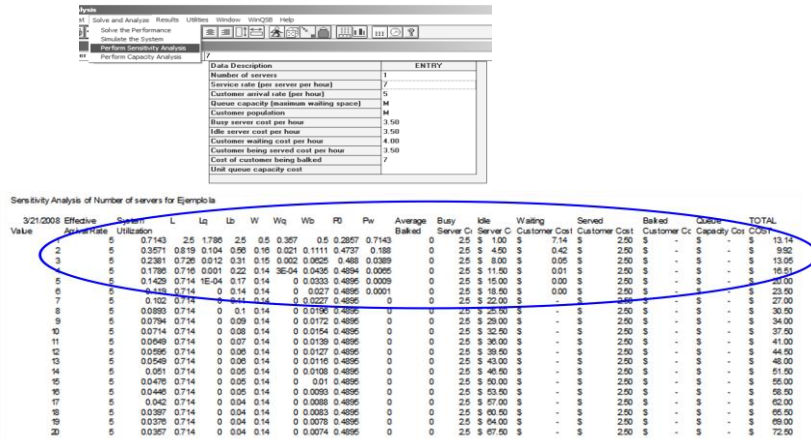 alysis
Solve and Analyze Results Utilities Window WinQSB Help
Solve the Performance
Simulate the System
Perform Sensitivity Analysis
Perform Capacity Analysis
7
Data Description ENTRY
Number of servers 1
Service rate (per server per hour) 7
Customer arrival rate (per hour) 5
Queue capacity (maximum waiting space) M
Customer population M
Busy server cost per hour 3.50
Idle server cost per hour 3.50
Customer waiting cost per hour 4.00
Customer being served cost per hour 3.50
Cost of customer being balked 7
Unit queue capacity cost
Sensitivity Analysis of Number of servers for Ejemplo la
3/21/2008 Effective System L Lq Lb W Wq Wb P0 Pw Average Busy Idle Waiting Served Balked Queue TOTAL
Value Arrival Rate Utilization Balked Server Server Cost Customer Cost Customer Cost Customer Capacity Cost COST
5 0.7143 2.5 1.786 2.5 0.5 0.357 0.5 0.2857 0.7143 0 2.5 $ 1.00 $ 7.14 $ 2.50 $ - $ - $ 13.14
2 5 0.3571 0.819 0.104 0.56 0.16 0.021 0.1111 0.4737 0.188 0 2.5 $ 4.50 $ 0.42 $ 2.50 $ - $ - $ 9.92
3 5 0.2381 0.726 0.012 0.31 0.15 0.002 0.0625 0.488 0.0389 0 2.5 $ 8.00 $ 0.05 $ 2.50 $ - $ - $ 13.05
4 5 0.1786 0.716 0.001 0.22 0.14 3E-04 0.0435 0.4894 0.0065 0 2.5 $ 11.50 $ 0.01 $ 2.50 $ - $ - $ 16.51
5 5 0.1429 0.714 1E-04 0.17 0.14 0 0.0333 0.4895 0.0009 0 2.5 $ 15.00 $ 0.00 $ 2.50 $ - $ - $ 20.00
6 5 0.119 0.714 0 0.14 0.14 0 0.027 0.4895 0.0001 0 2.5 $ 18.50 $ 0.00 $ 2.50 $ - $ - $ 23.50
7 5 0.102 0.714 0 0.11 0.14 0 0.0227 0.4895 0 0 2.5 $ 22.00 $ - $ 2.50 $ - $ - $ 27.00
8 5 0.0893 0.714 0 0.1 0.14 0 0.0196 0.4895 0 0 2.5 $ 25.50 $ - $ 2.50 $ - $ - $ 30.50
9 5 0.0794 0.714 0 0.09 0.14 0 0.0172 0.4895 0 0 2.5 $ 29.00 $ - $ 2.50 $ - $ - $ 34.00
10 5 0.0714 0.714 0 0.08 0.14 0 0.0154 0.4895 0 0 2.5 $ 32.50 $ - $ 2.50 $ - $ - $ 37.50
11 5 0.0649 0.714 0 0.07 0.14 0 0.0139 0.4895 0 0 2.5 $ 36.00 $ - $ 2.50 $ - $ - $ 41.00
12 5 0.0595 0.714 0 0.06 0.14 0 0.0127 0.4895 0 0 2.5 $ 39.50 $ - $ 2.50 $ - $ - $ 44.50
13 5 0.0549 0.714 0 0.06 0.14 0 0.0116 0.4895 0 0 2.5 $ 43.00 $ - $ 2.50 $ - $ - $ 48.00
14 5 0.051 0.714 0 0.05 0.14 0 0.0108 0.4895 0 0 2.5 $ 46.50 $ - $ 2.50 $ - $ - $ 51.50
15 5 0.0476 0.714 0 0.05 0.14 0 0.01 0.4895 0 0 2.5 $ 50.00 $ - $ 2.50 $ - $ - $ 55.00
16 5 0.0446 0.714 0 0.05 0.14 0 0.0093 0.4895 0 0 2.5 $ 53.50 $ - $ 2.50 $ - $ - $ 58.50
17 5 0.042 0.714 0 0.04 0.14 0 0.0088 0.4895 0 0 2.5 $ 57.00 $ - $ 2.50 $ - $ - $ 62.00
18 5 0.0397 0.714 0 0.04 0.14 0 0.0083 0.4895 0 0 2.5 $ 60.50 $ - $ 2.50 $ - $ - $ 65.50
19 5 0.0376 0.714 0 0.04 0.14 0 0.0078 0.4895 0 0 2.5 $ 64.00 $ - $ 2.50 $ - $ - $ 69.00
20 5 0.0357 0.714 0 0.04 0.14 0 0.0074 0.4895 0 0 2.5 $ 67.50 $ - $ 2.50 $ - $ - $ 72.50